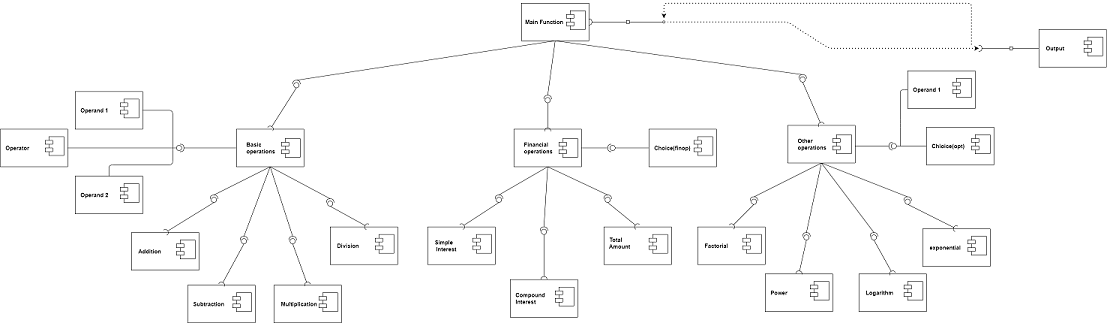 Main Function
Output
Operand 1
Operand 1
Operator
Basic
operations
Financial
operations
Choice(finop)
Other
operations
Chioice(opt)
Operand 2
Addition
Division
Simple
Interest
Total
Amount
Factorial
exponential
Subtraction
Multiplication
Compound
Interest
Power
Logarithm